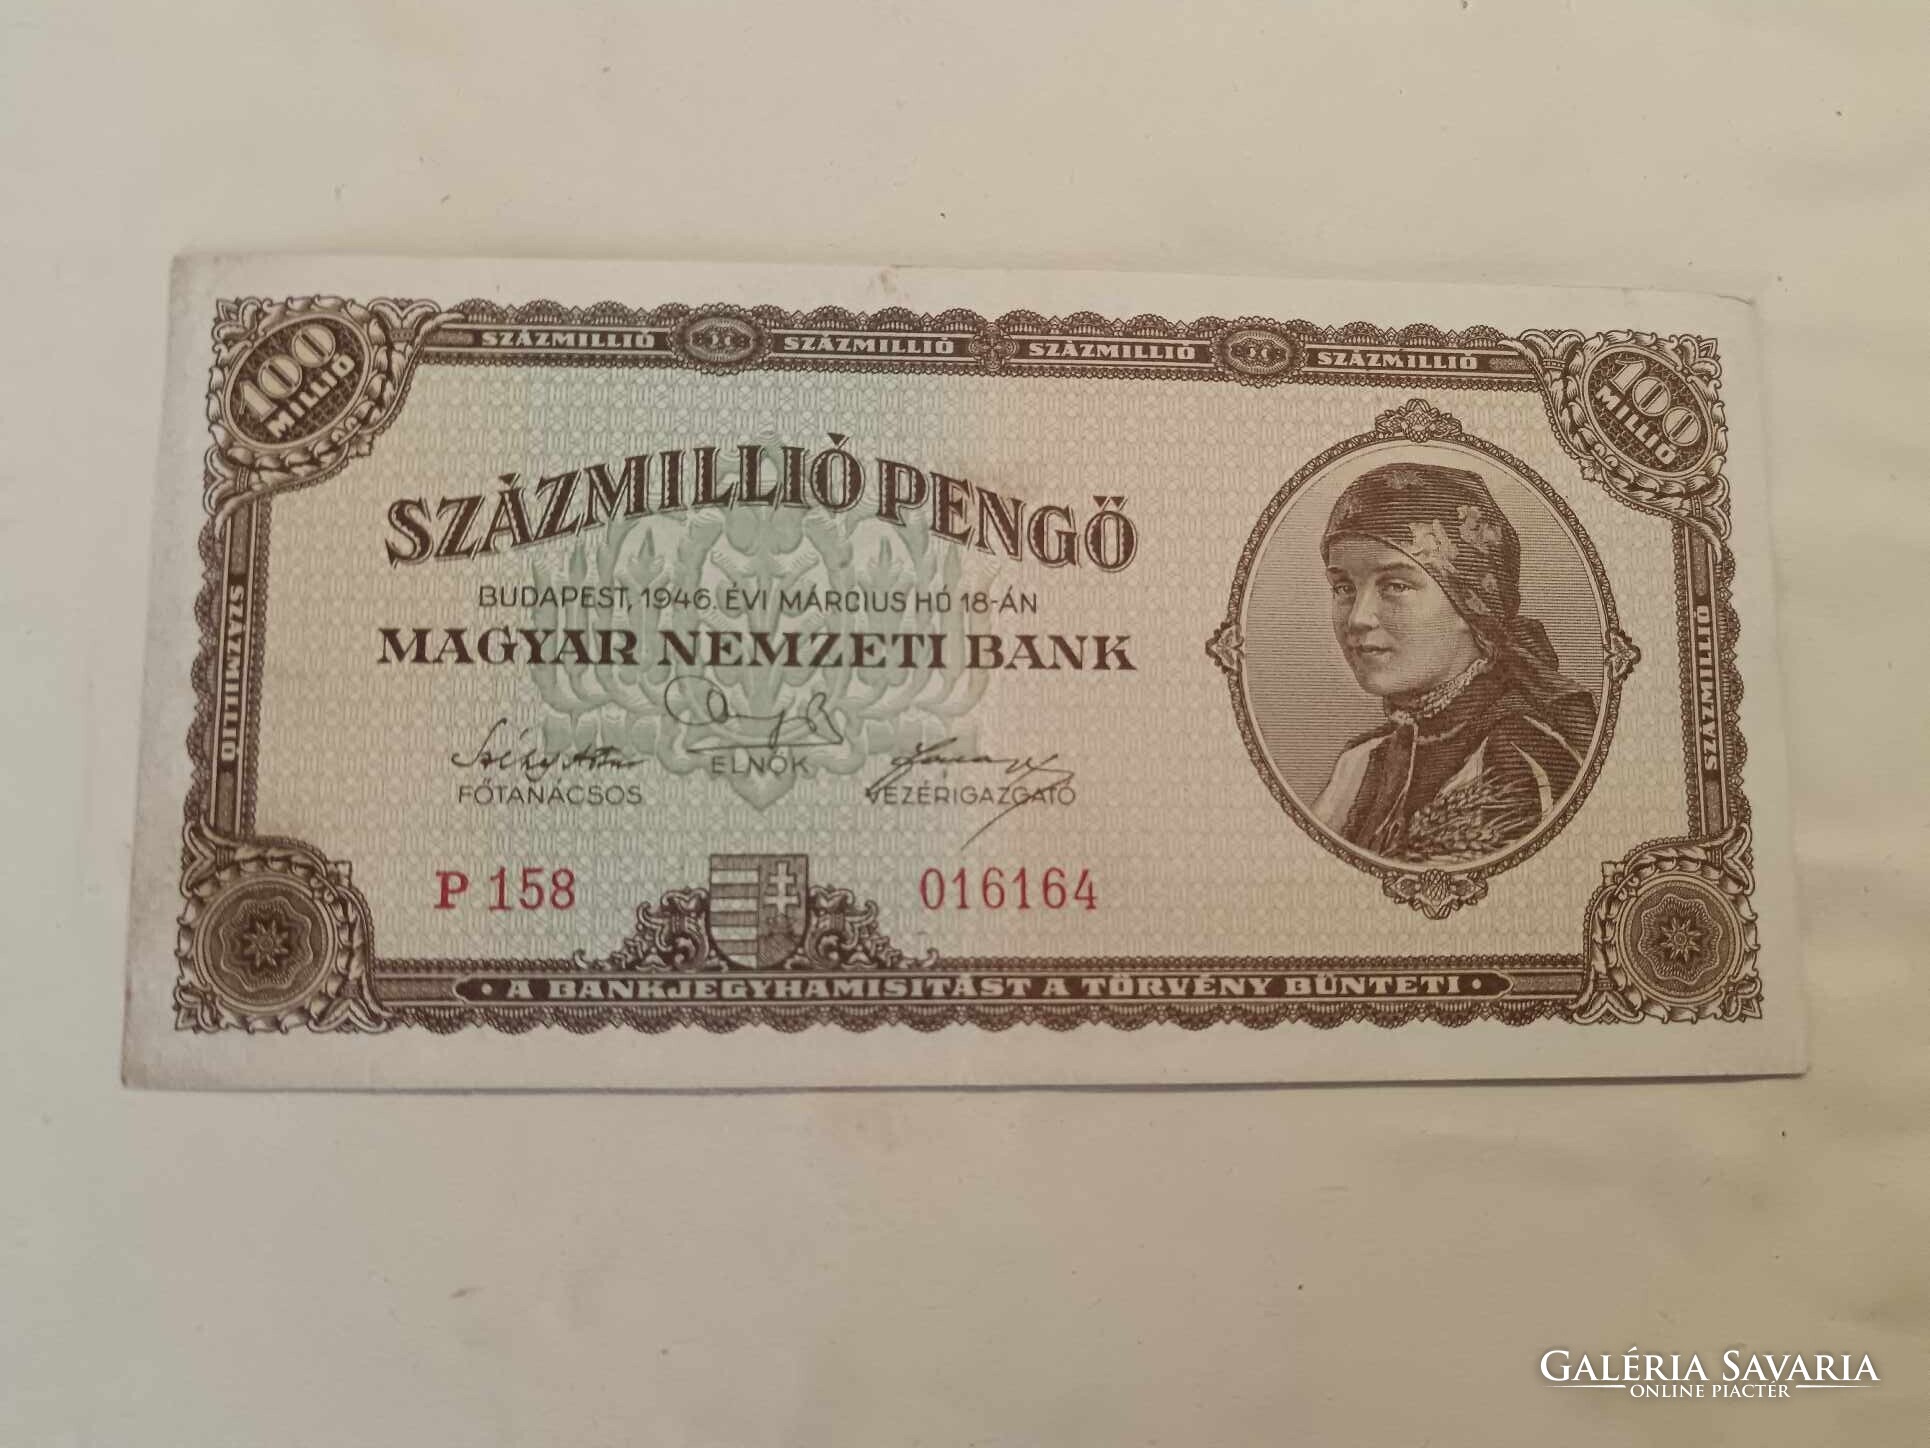 100 MILLIÓ
SZÁZMILLIÓ SZÁZMILLIÓ SZÁZMILLIÓ SZÁZMILLIÓ
100 MILLIÓ
SZÁZMILLIÓ PENGŐ
BUDAPEST, 1946. ÉVI MÁRCIUS HÓ 18-ÁN
MAGYAR NEMZETI BANK
SZÁZMILLIÓ
SZÁZMILLIÓ
ELNÖK
FŐTANÁCSOS
VEZÉRIGAZGATÓ
P 158
016164
• A BANKJEGYHAMISITÁST A TÖRVÉNY BÜNTETI •
GALÉRIA SAVARIA
ONLINE PIACTÉR